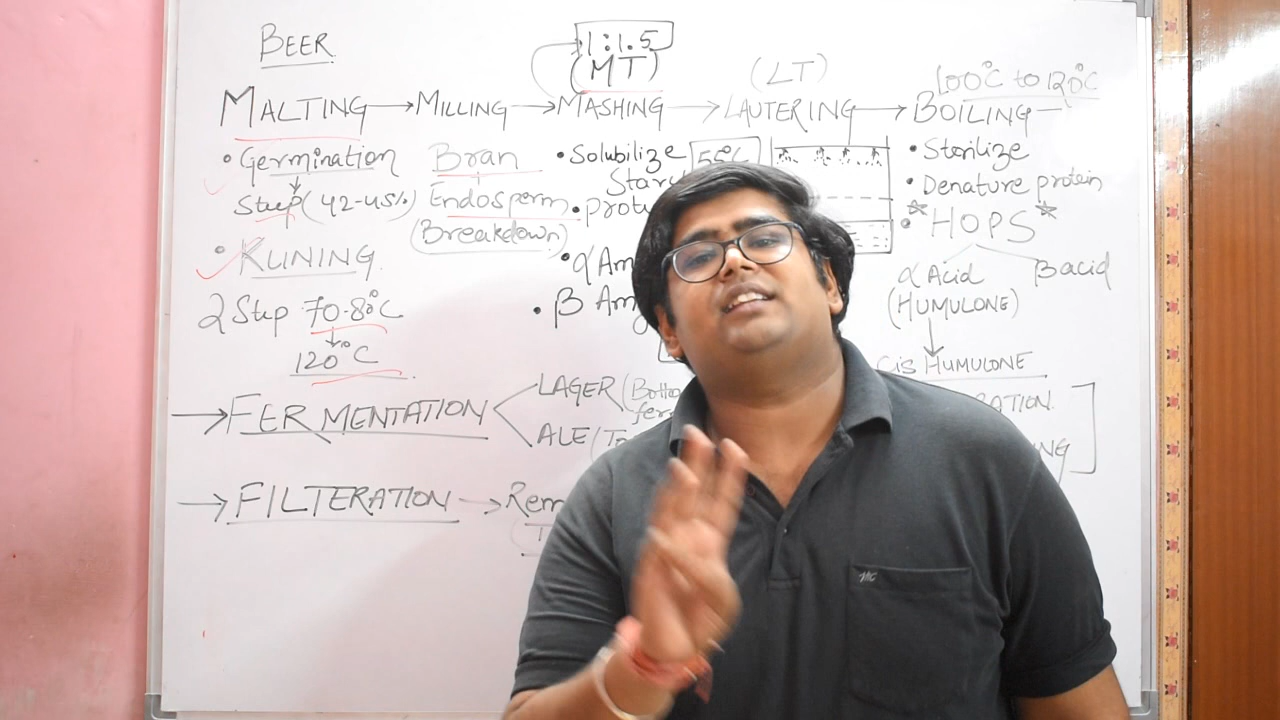 BEER
1:1.5
(MT)
(LT)
100°C to 120°C
MALTING → MILLING → MASHING → LAUTERING → BOILING
• Germination
Steep (42-45%)
• KLINING
2 Step 70-80°C
120°C
Bran
Endosperm
(Breakdown)
• Solubilize
55°C
•
• α
• β
• Sterilize
• Denature protein
• * HOPS *
α Acid
β acid
(HUMULONE)
cis HUMULONE
→ FERMENTATION
LAGER
ALE
→ FILTERATION →